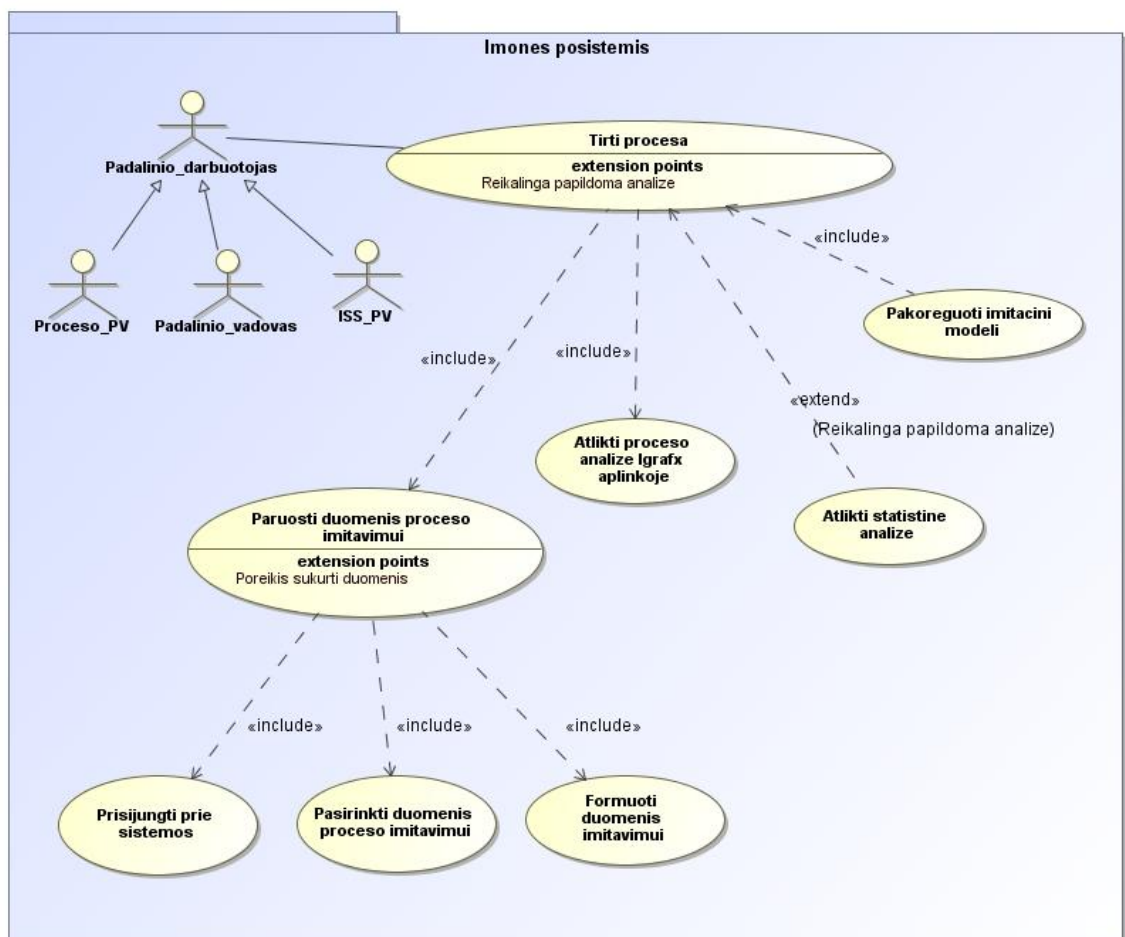 Imones posistemis
Padalinio_darbuotojas
Tirti procesa
extension points
Reikalinga papildoma analize
Proceso_PV
Padalinio_vadovas
ISS_PV
«include»
Pakoreguoti imitacini
modeli
«include»
«include»
«extend»
(Reikalinga papildoma analize)
Atlikti proceso
analize Igrafx
aplinkoje
Atlikti statistine
analize
Paruosti duomenis proceso
imitavimui
extension points
Poreikis sukurti duomenis
«include»
«include»
«include»
Prisijungti prie
sistemos
Pasirinkti duomenis
proceso imitavimui
Formuoti
duomenis
imitavimui